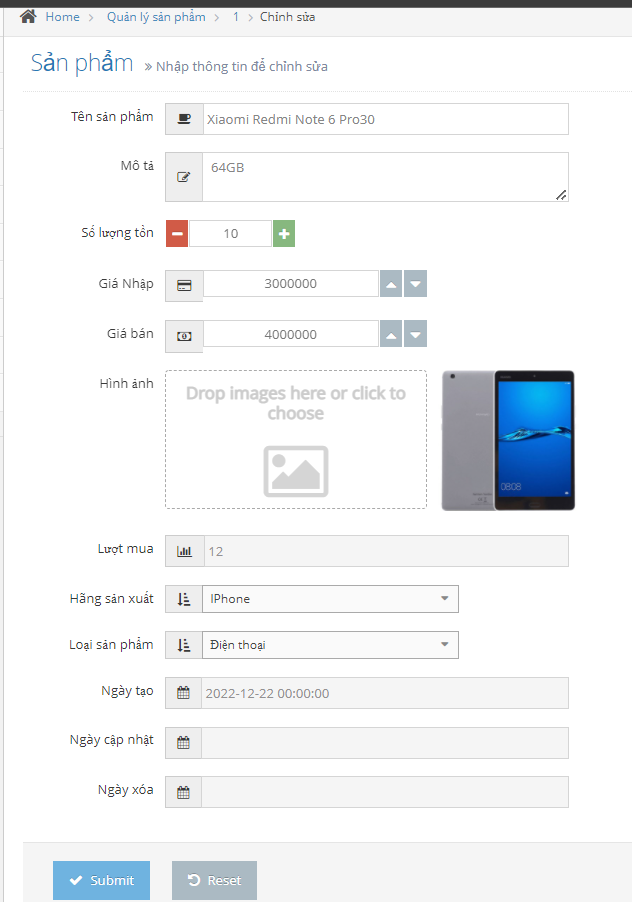 Home > Quản lý sản phẩm > 1 > Chỉnh sửa
Sản phẩm » Nhập thông tin để chỉnh sửa
Tên sản phẩm Xiaomi Redmi Note 6 Pro30
Mô tả 64GB
Số lượng tồn 10
Giá Nhập 3000000
Giá bán 4000000
Hình ảnh
Drop images here or click to
choose
08:08
Lượt mua 12
Hãng sản xuất IPhone
Loại sản phẩm Điện thoại
Ngày tạo 2022-12-22 00:00:00
Ngày cập nhật
Ngày xóa
Submit Reset